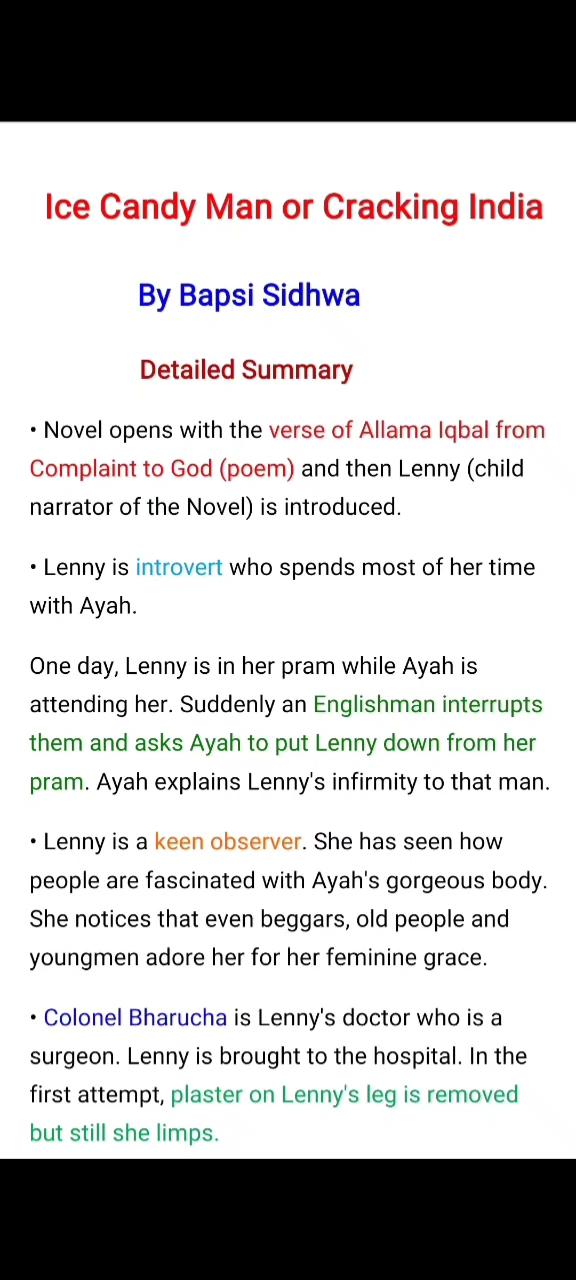 Ice Candy Man or Cracking India
By Bapsi Sidhwa
Detailed Summary
• Novel opens with the verse of Allama Iqbal from
Complaint to God (poem) and then Lenny (child
narrator of the Novel) is introduced.
• Lenny is introvert who spends most of her time
with Ayah.
One day, Lenny is in her pram while Ayah is
attending her. Suddenly an Englishman interrupts
them and asks Ayah to put Lenny down from her
pram. Ayah explains Lenny's infirmity to that man.
• Lenny is a keen observer. She has seen how
people are fascinated with Ayah's gorgeous body.
She notices that even beggars, old people and
youngmen adore her for her feminine grace.
• Colonel Bharucha is Lenny's doctor who is a
surgeon. Lenny is brought to the hospital. In the
first attempt, plaster on Lenny's leg is removed
but still she limps.